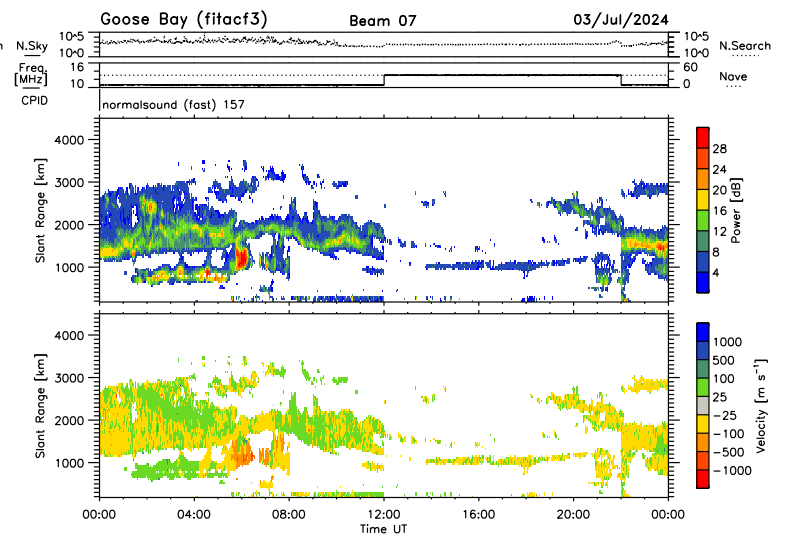 Goose Bay (fitacf3) Beam 07 03/Jul/2024
N.Sky 10^5 10^5 N.Search
10^0 10^0
Freq. 16 60 Nave
[MHz] 10 0
CPID normalsound (fast) 157
Slant Range [km]
4000
3000
2000
1000
28
24
20
16
12
8
4
Power [dB]
Slant Range [km]
4000
3000
2000
1000
1000
500
100
25
-25
-100
-500
-1000
Velocity [m s⁻¹]
00:00 04:00 08:00 12:00 16:00 20:00 00:00
Time UT